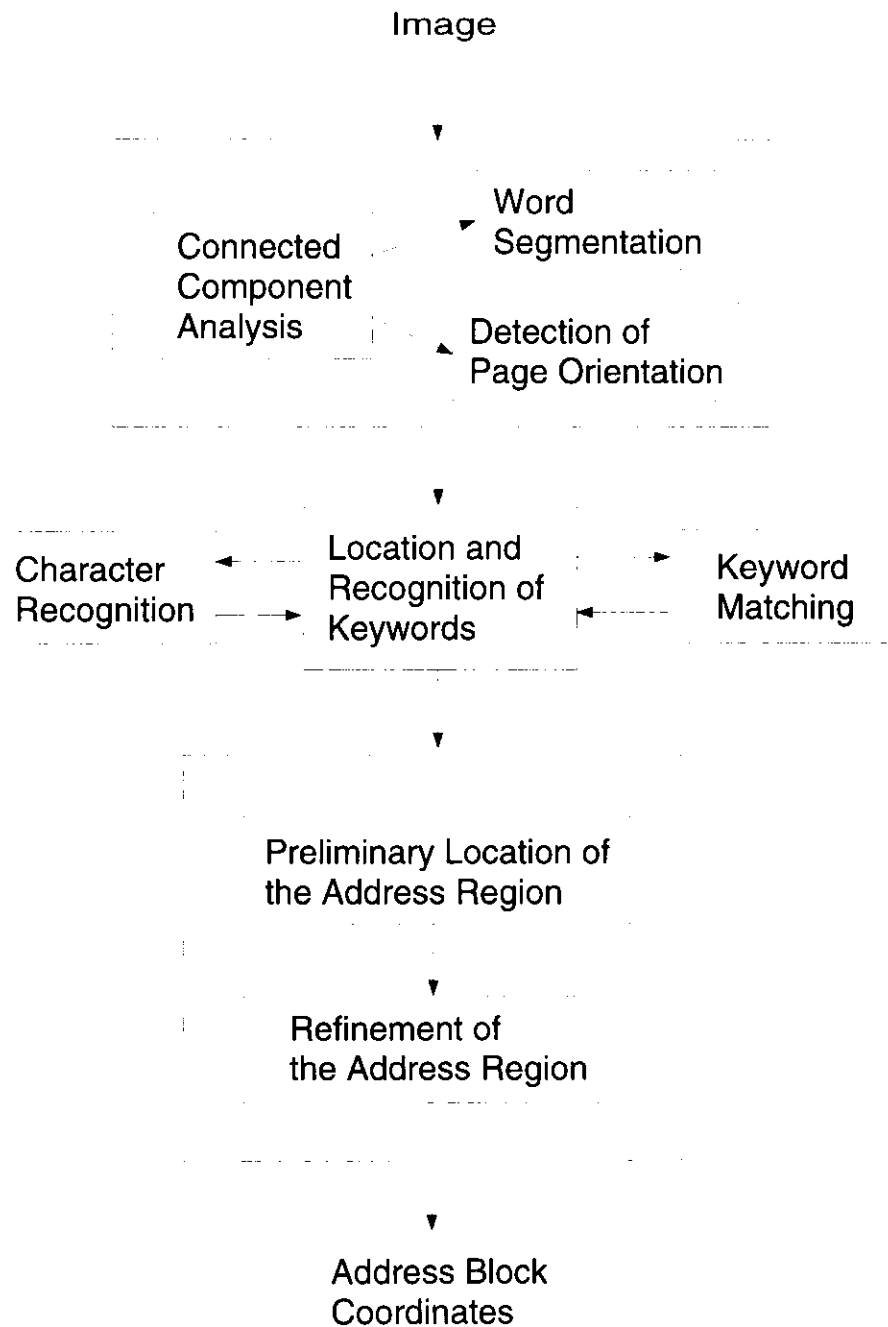 Image
Connected
Component
Analysis
Word
Segmentation
Detection of
Page Orientation
Character
Recognition
Location and
Recognition of
Keywords
Keyword
Matching
Preliminary Location of
the Address Region
Refinement of
the Address Region
Address Block
Coordinates